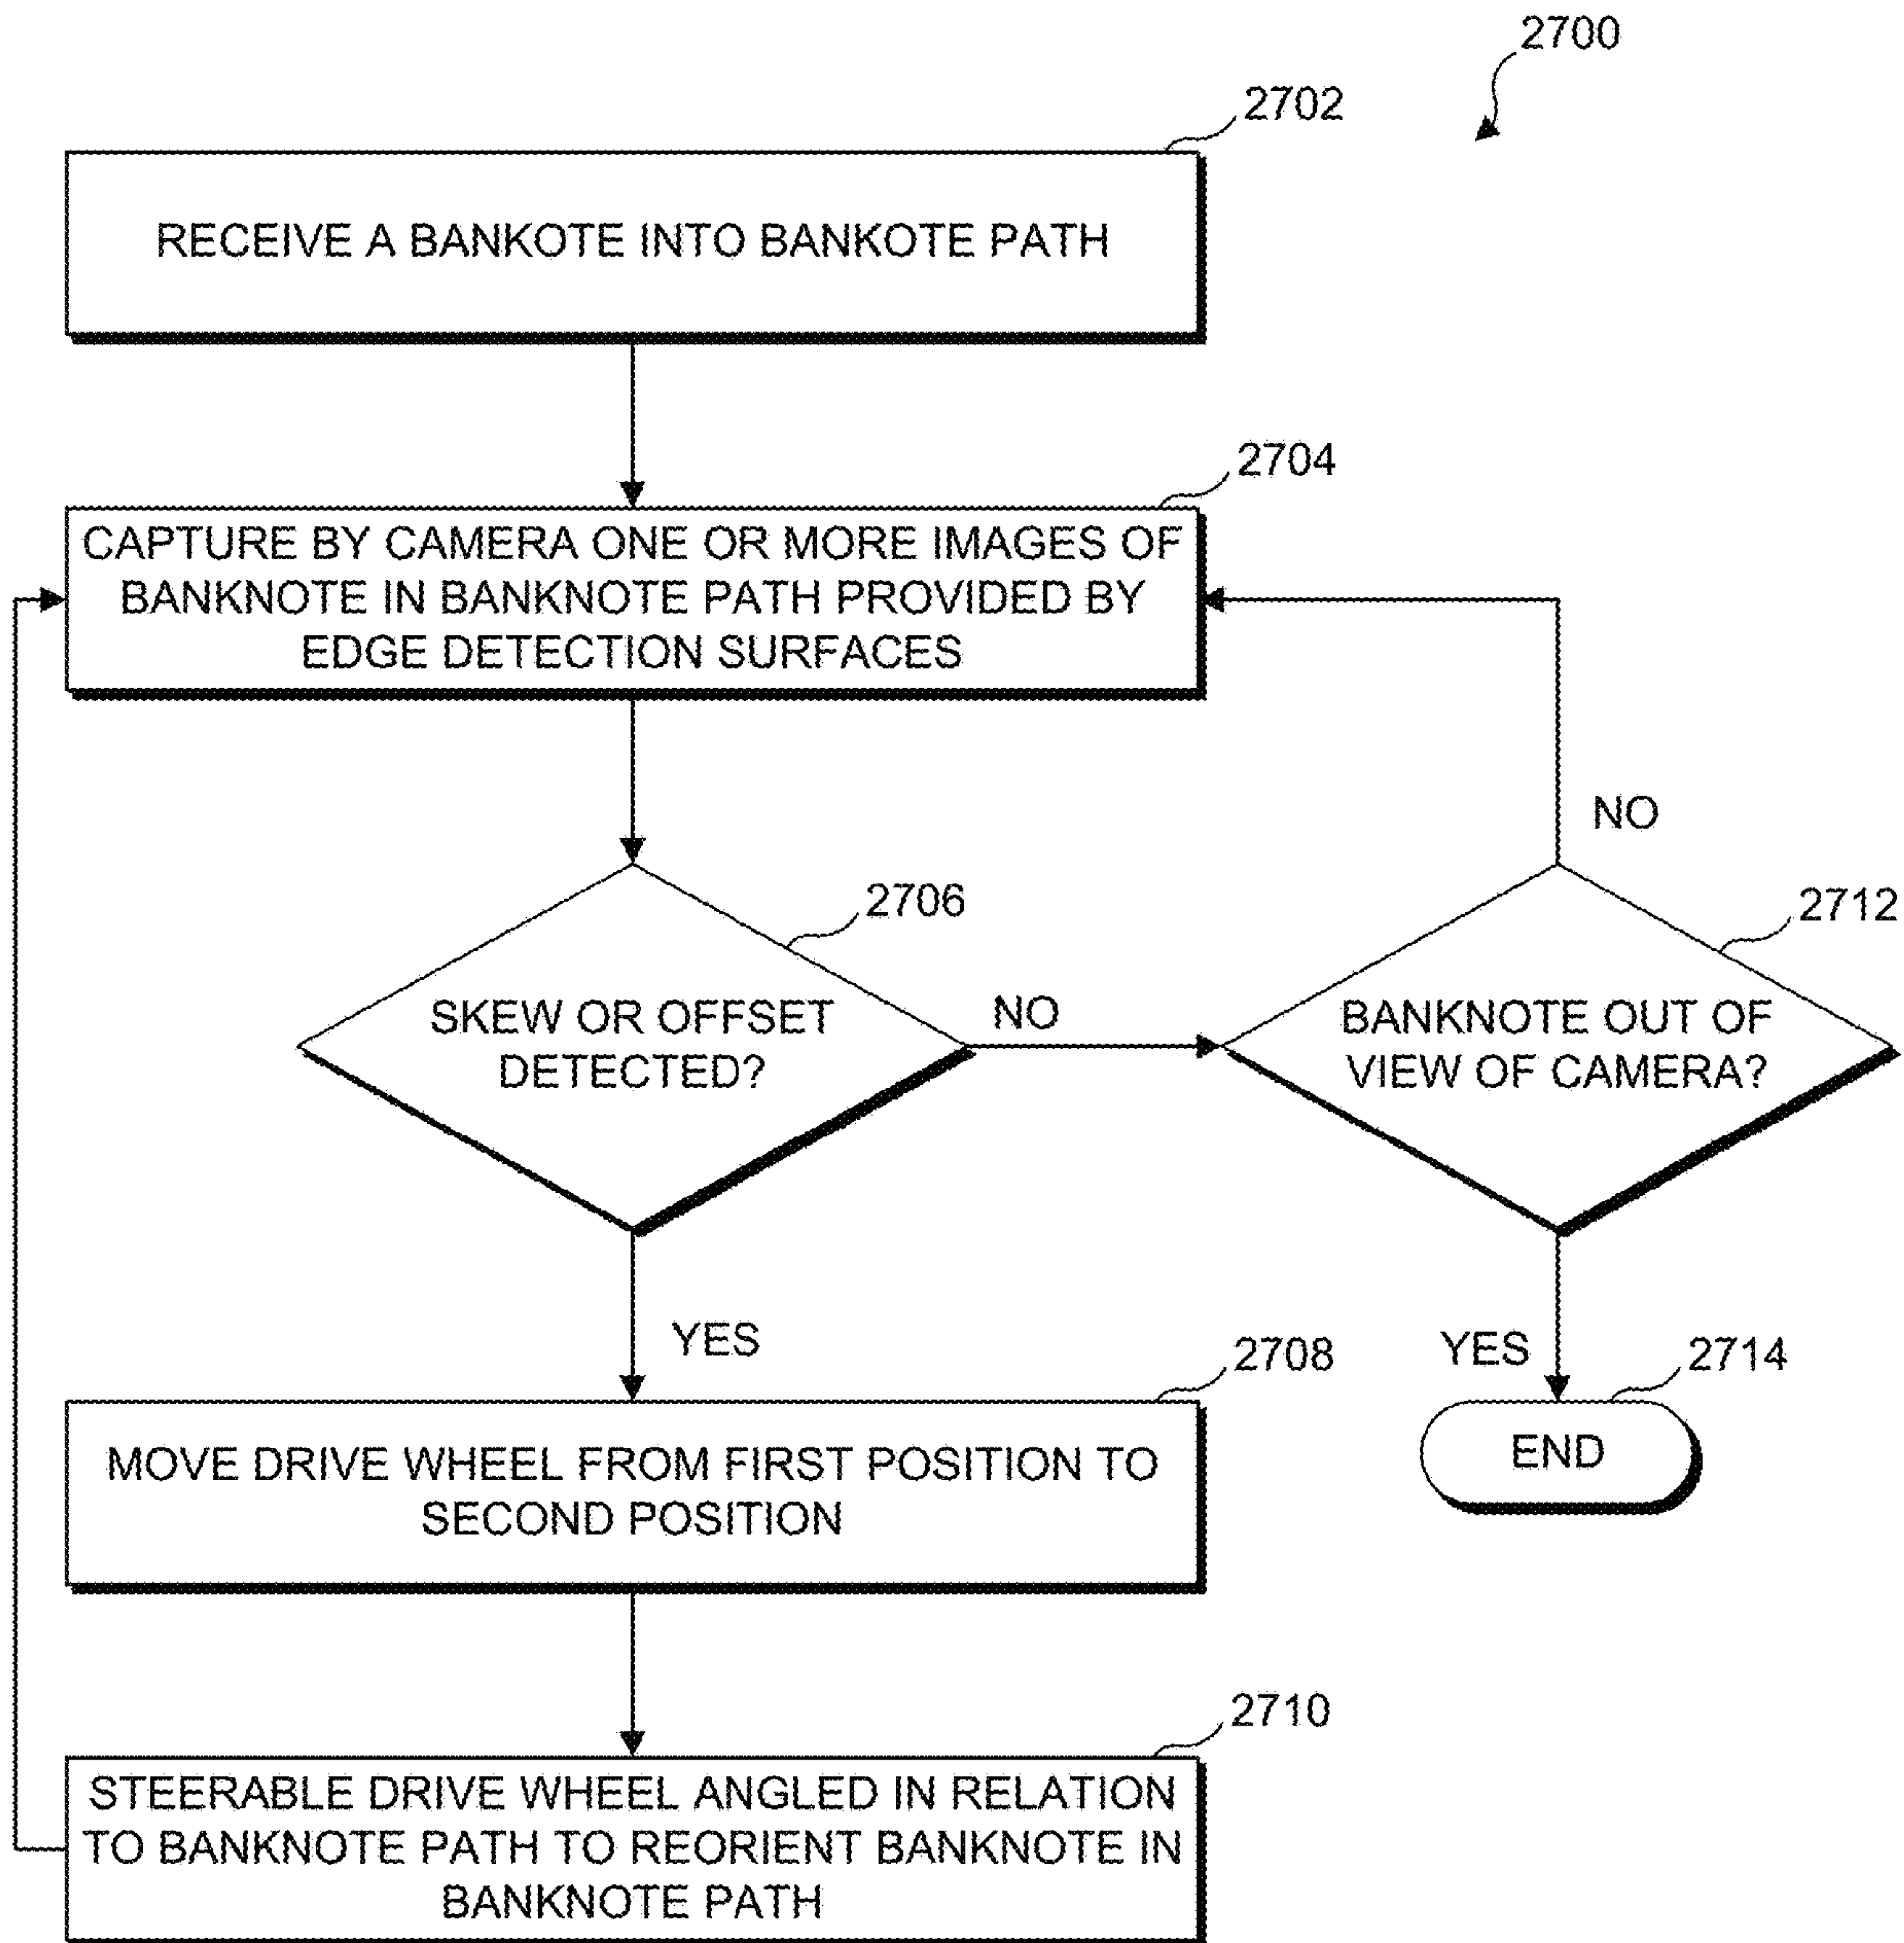 2700
2702
RECEIVE A BANKOTE INTO BANKOTE PATH
2704
CAPTURE BY CAMERA ONE OR MORE IMAGES OF
BANKNOTE IN BANKNOTE PATH PROVIDED BY
EDGE DETECTION SURFACES
NO
2706
2712
SKEW OR OFFSET
DETECTED?
NO
BANKNOTE OUT OF
VIEW OF CAMERA?
YES
2708
YES
2714
MOVE DRIVE WHEEL FROM FIRST POSITION TO
SECOND POSITION
END
2710
STEERABLE DRIVE WHEEL ANGLED IN RELATION
TO BANKNOTE PATH TO REORIENT BANKNOTE IN
BANKNOTE PATH